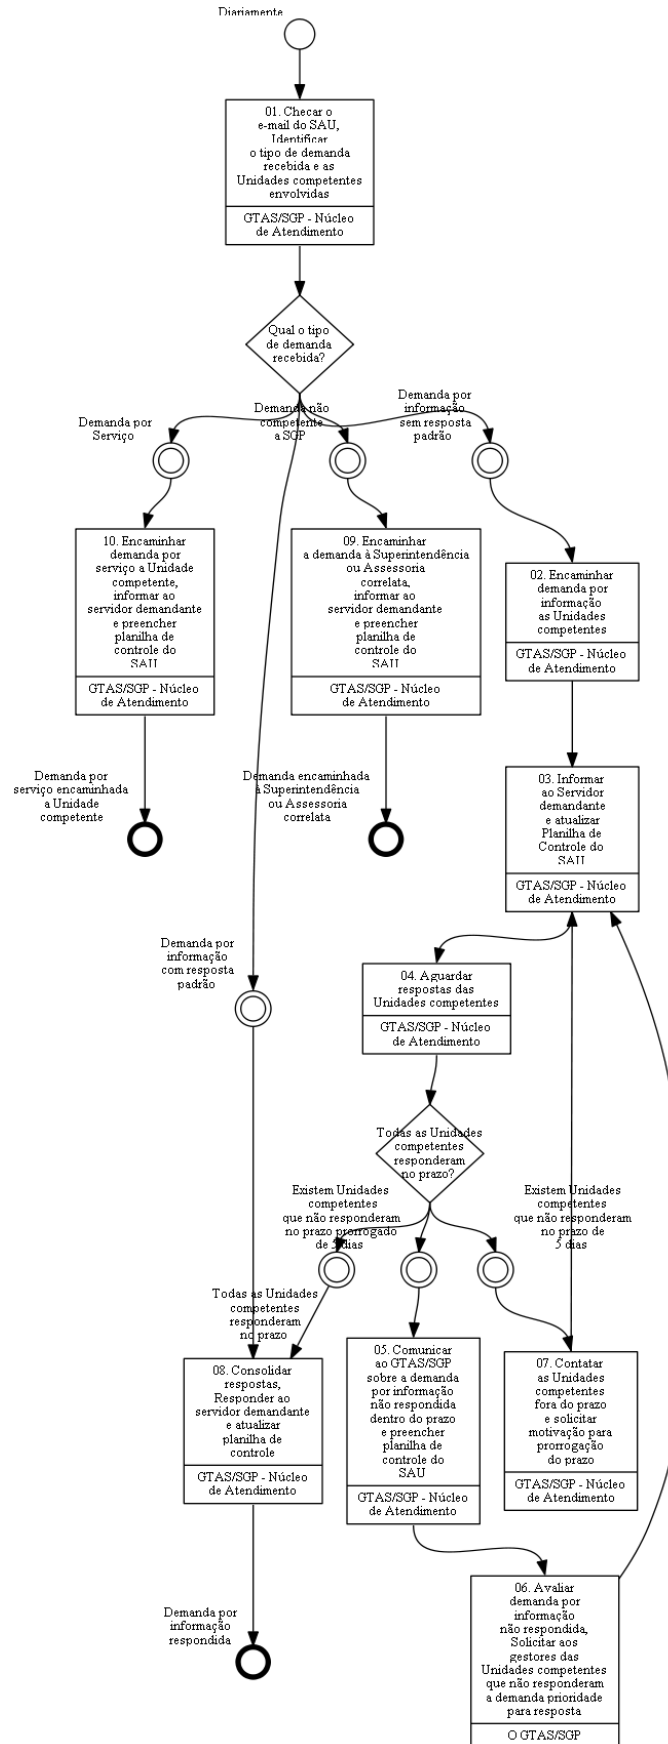 Diariamente
01. Checar o
e-mail do SAU,
Identificar
o tipo de demanda
recebida e as
Unidades competentes
envolvidas
GTAS/SGP - Núcleo
de Atendimento
Qual o tipo
de demanda
recebida?
Demanda por
Serviço
Demanda não
competente
a SGP
Demanda por
informação
sem resposta
padrão
10. Encaminhar
demanda por
serviço a Unidade
competente,
informar ao
servidor demandante
e preencher
planilha de
controle do
SAU
GTAS/SGP - Núcleo
de Atendimento
09. Encaminhar
a demanda à Superintendência
ou Assessoria
correlata,
informar ao
servidor demandante
e preencher
planilha de
controle do
SAU
GTAS/SGP - Núcleo
de Atendimento
02. Encaminhar
demanda por
informação
as Unidades
competentes
GTAS/SGP - Núcleo
de Atendimento
Demanda por
serviço encaminhada
a Unidade
competente
Demanda encaminhada
à Superintendência
ou Assessoria
correlata
03. Informar
ao Servidor
demandante
e atualizar
Planilha de
Controle do
SAU
GTAS/SGP - Núcleo
de Atendimento
Demanda por
informação
com resposta
padrão
04. Aguardar
respostas das
Unidades competentes
GTAS/SGP - Núcleo
de Atendimento
Todas as Unidades
competentes
responderam
no prazo?
Existem Unidades
competentes
que não responderam
no prazo prorrogado
de 5 dias
Existem Unidades
competentes
que não responderam
no prazo de
5 dias
Todas as Unidades
competentes
responderam
no prazo
08. Consolidar
respostas,
Responder ao
servidor demandante
e atualizar
planilha de
controle
GTAS/SGP - Núcleo
de Atendimento
05. Comunicar
ao GTAS/SGP
sobre a demanda
por informação
não respondida
dentro do prazo
e preencher
planilha de
controle do
SAU
GTAS/SGP - Núcleo
de Atendimento
07. Contatar
as Unidades
competentes
fora do prazo
e solicitar
motivação para
prorrogação
do prazo
GTAS/SGP - Núcleo
de Atendimento
Demanda por
informação
respondida
06. Avaliar
demanda por
informação
não respondida,
Solicitar aos
gestores das
Unidades competentes
que não responderam
a demanda prioridade
para resposta
O GTAS/SGP